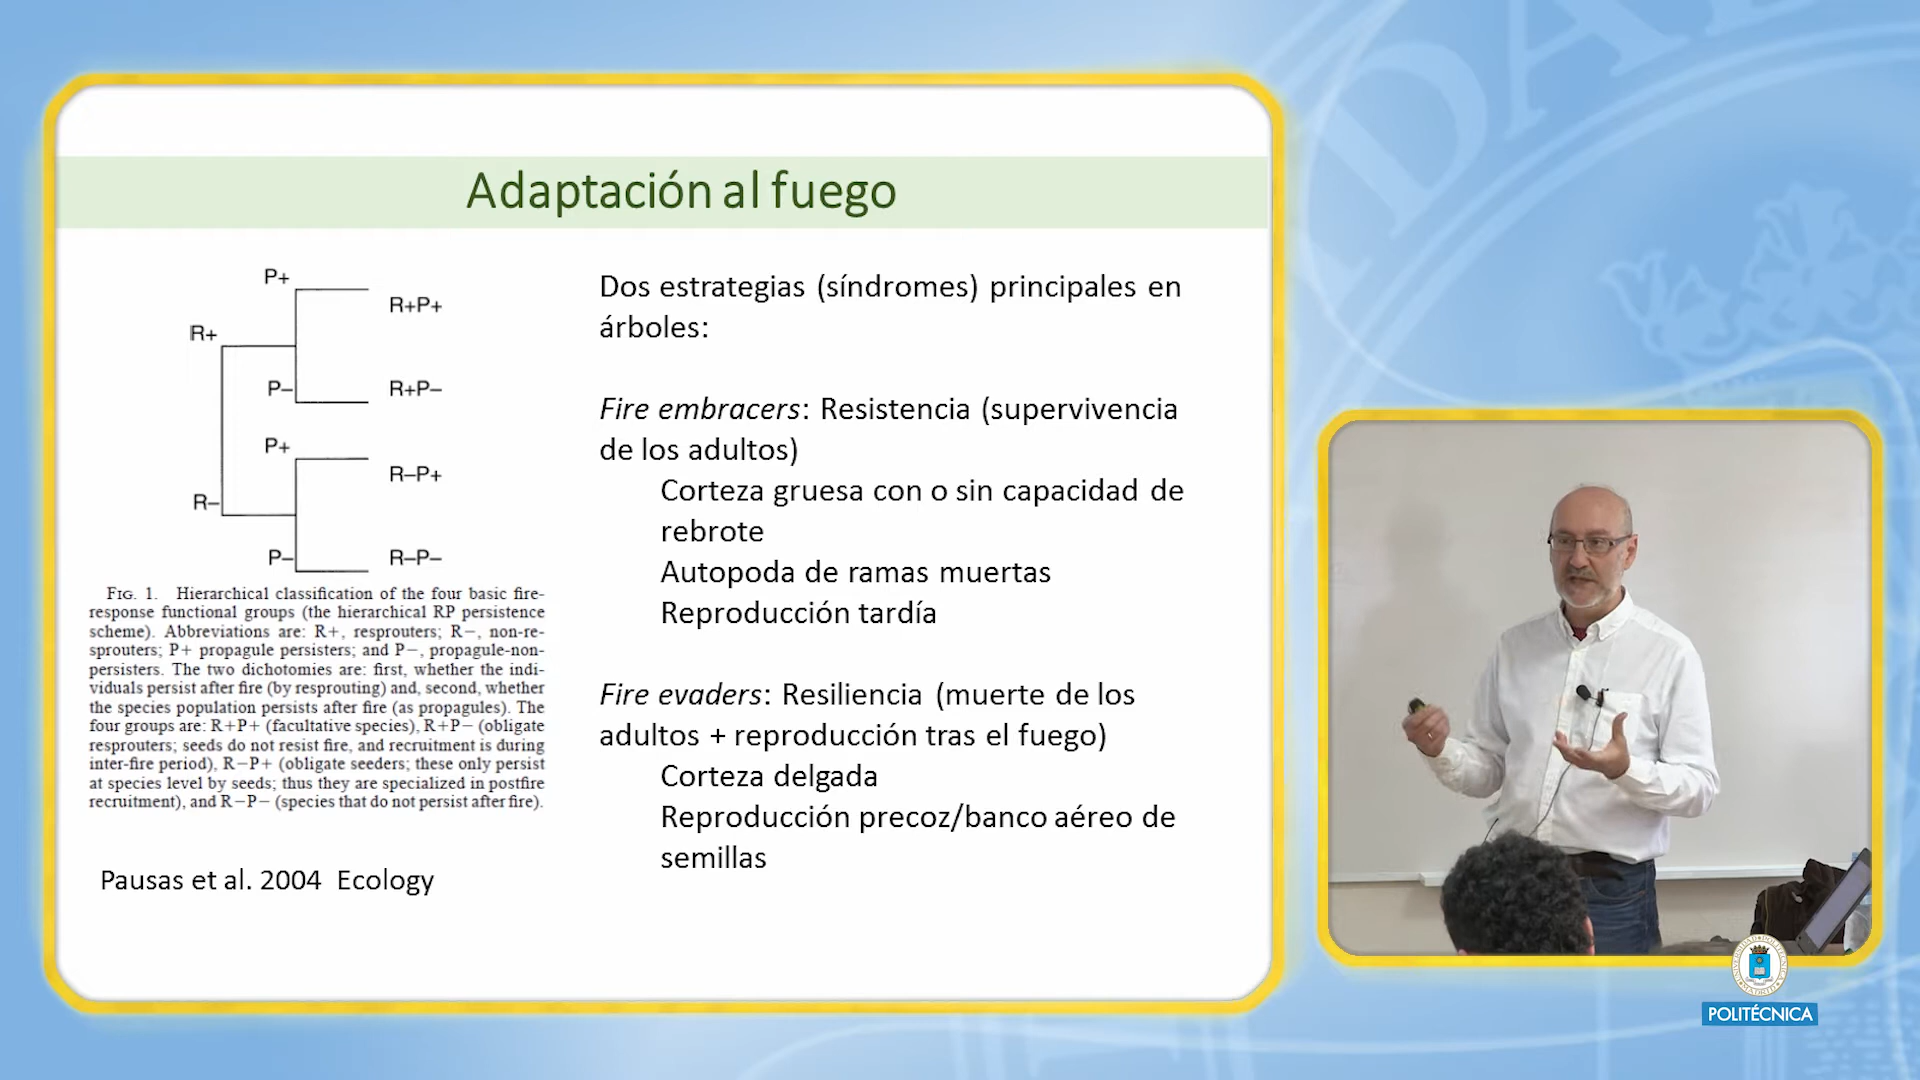 Adaptación al fuego
P+
R+P+
R+
P–
R+P–
P+
R–P+
R–
P–
R–P–
FIG. 1. Hierarchical classification of the four basic fire-
response functional groups (the hierarchical RP persistence
scheme). Abbreviations are: R+, resprouters; R−, non-re-
sprouters; P+ propagule persisters; and P−, propagule-non-
persisters. The two dichotomies are: first, whether the indi-
viduals persist after fire (by resprouting) and, second, whether
the species population persists after fire (as propagules). The
four groups are: R+P+ (facultative species), R+P− (obligate
resprouters; seeds do not resist fire, and recruitment is during
inter-fire period), R−P+ (obligate seeders; these only persist
at species level by seeds; thus they are specialized in postfire
recruitment), and R−P− (species that do not persist after fire).
Pausas et al. 2004 Ecology
Dos estrategias (síndromes) principales en
árboles:
Fire embracers: Resistencia (supervivencia
de los adultos)
Corteza gruesa con o sin capacidad de
rebrote
Autopoda de ramas muertas
Reproducción tardía
Fire evaders: Resiliencia (muerte de los
adultos + reproducción tras el fuego)
Corteza delgada
Reproducción precoz/banco aéreo de
semillas
POLITÉCNICA